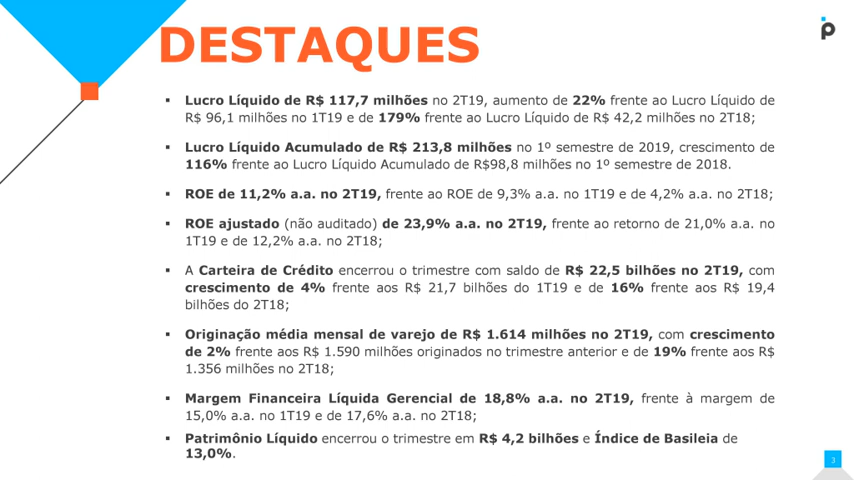 DESTAQUES
▪ Lucro Líquido de R$ 117,7 milhões no 2T19, aumento de 22% frente ao Lucro Líquido de
R$ 96,1 milhões no 1T19 e de 179% frente ao Lucro Líquido de R$ 42,2 milhões no 2T18;
▪ Lucro Líquido Acumulado de R$ 213,8 milhões no 1º semestre de 2019, crescimento de
116% frente ao Lucro Líquido Acumulado de R$98,8 milhões no 1º semestre de 2018.
▪ ROE de 11,2% a.a. no 2T19, frente ao ROE de 9,3% a.a. no 1T19 e de 4,2% a.a. no 2T18;
▪ ROE ajustado (não auditado) de 23,9% a.a. no 2T19, frente ao retorno de 21,0% a.a. no
1T19 e de 12,2% a.a. no 2T18;
▪ A Carteira de Crédito encerrou o trimestre com saldo de R$ 22,5 bilhões no 2T19, com
crescimento de 4% frente aos R$ 21,7 bilhões do 1T19 e de 16% frente aos R$ 19,4
bilhões do 2T18;
▪ Originação média mensal de varejo de R$ 1.614 milhões no 2T19, com crescimento
de 2% frente aos R$ 1.590 milhões originados no trimestre anterior e de 19% frente aos R$
1.356 milhões no 2T18;
▪ Margem Financeira Líquida Gerencial de 18,8% a.a. no 2T19, frente à margem de
15,0% a.a. no 1T19 e de 17,6% a.a. no 2T18;
▪ Patrimônio Líquido encerrou o trimestre em R$ 4,2 bilhões e Índice de Basileia de
13,0%.
3